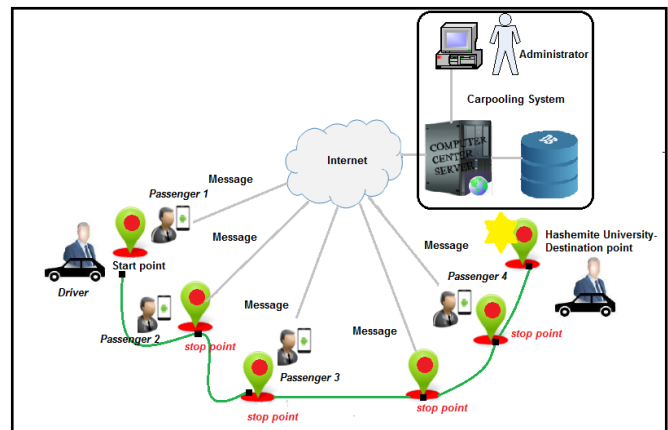 Administrator
Carpooling System
COMPUTER
CENTER
SERVER
DS
Internet
Message
Passenger 1
Message
Message
Message
Message
Hashemite University-
Destination point
Start point
Driver
Passenger 2
Passenger 3
Passenger 4
stop point
stop point
stop point
stop point